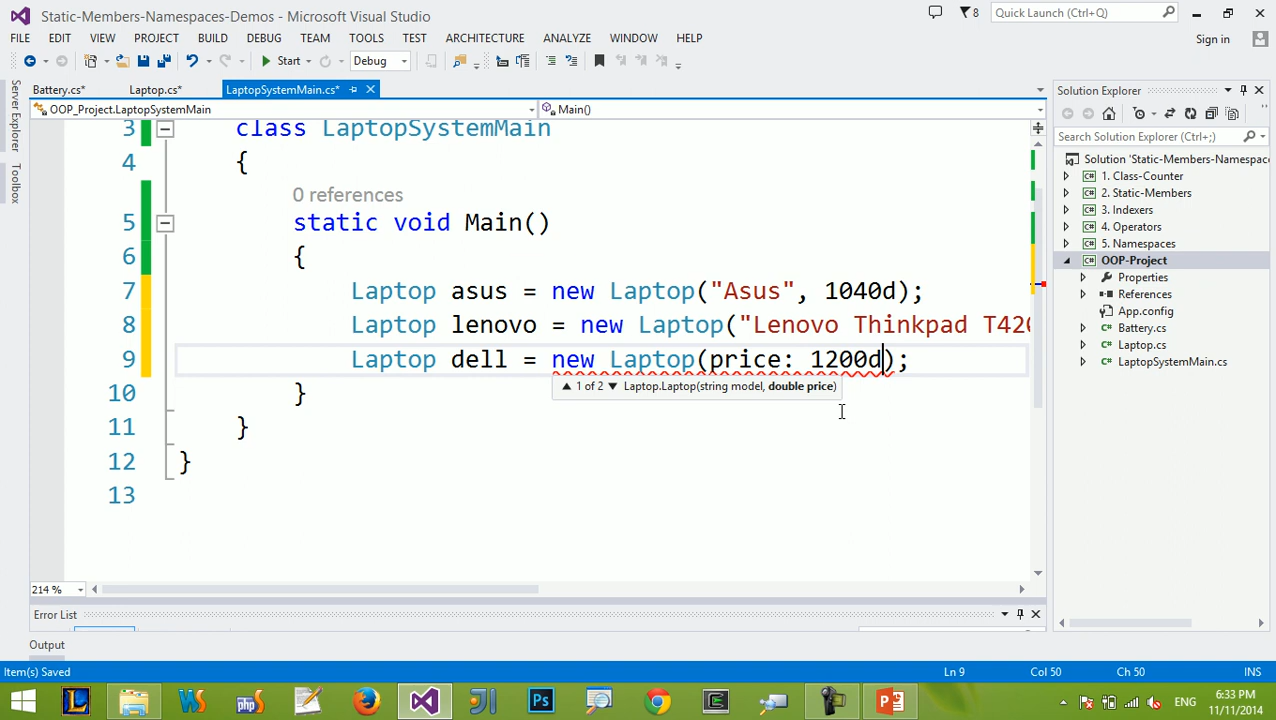 Static-Members-Namespaces-Demos - Microsoft Visual Studio
8
Quick Launch (Ctrl+;)
FILE EDIT VIEW PROJECT BUILD DEBUG TEAM TOOLS TEST ARCHITECTURE ANALYZE WINDOW HELP
Sign in
Start Debug
Server Explorer
Toolbox
Battery.cs* Laptop.cs* LaptopSystemMain.cs*
OOP_Project.LaptopSystemMain Main()
3 class LaptopSystemMain
4 {
0 references
5 static void Main()
6 {
7 Laptop asus = new Laptop("Asus", 1040d);
8 Laptop lenovo = new Laptop("Lenovo Thinkpad T420
9 Laptop dell = new Laptop(price: 1200d);
1 of 2 Laptop.Laptop(string model, double price)
10 }
11 }
12 }
13
214 %
Error List
Output
Solution Explorer
Search Solution Explorer (Ctrl+;)
Solution 'Static-Members-Namespac
1. Class-Counter
2. Static-Members
3. Indexers
4. Operators
5. Namespaces
OOP-Project
Properties
References
App.config
Battery.cs
Laptop.cs
LaptopSystemMain.cs
Item(s) Saved Ln 9 Col 50 Ch 50 INS
ENG
6:33 PM
11/11/2014